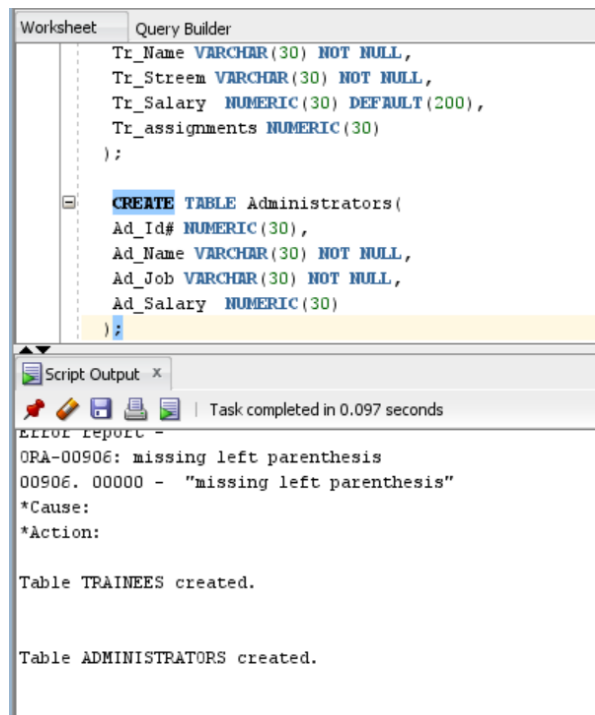 Worksheet Query Builder
Tr_Name VARCHAR(30) NOT NULL,
Tr_Streem VARCHAR(30) NOT NULL,
Tr_Salary  NUMERIC(30) DEFAULT(200),
Tr_assignments NUMERIC(30)
);
CREATE TABLE Administrators(
Ad_Id# NUMERIC(30),
Ad_Name VARCHAR(30) NOT NULL,
Ad_Job VARCHAR(30) NOT NULL,
Ad_Salary  NUMERIC(30)
);
Script Output x
Task completed in 0.097 seconds
Error report -
ORA-00906: missing left parenthesis
00906. 00000 -  "missing left parenthesis"
*Cause:
*Action:
Table TRAINEES created.
Table ADMINISTRATORS created.